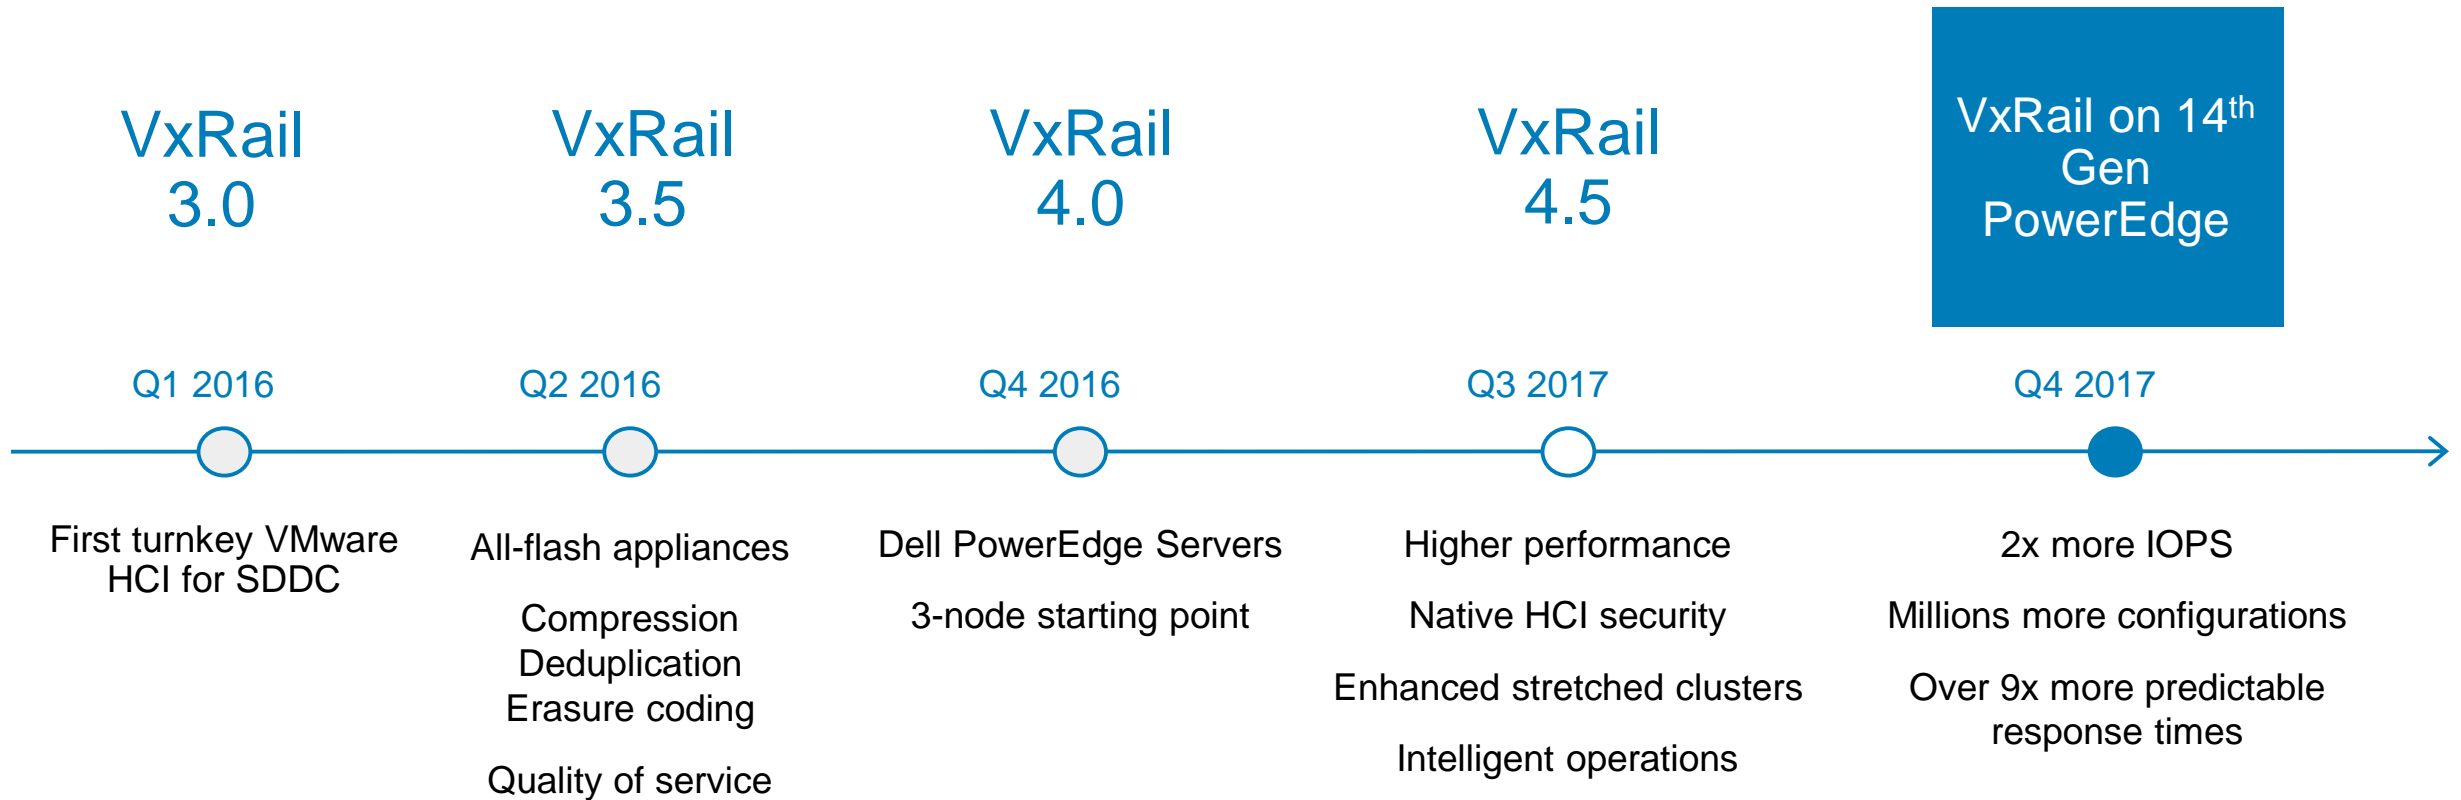 VxRail
3.0
VxRail
3.5
VxRail
4.0
VxRail
4.5
VxRail on 14th
Gen
PowerEdge
Q1 2016
Q2 2016
Q4 2016
Q3 2017
Q4 2017
First turnkey VMware
HCI for SDDC
All-flash appliances
Compression
Deduplication
Erasure coding
Quality of service
Dell PowerEdge Servers
3-node starting point
Higher performance
Native HCI security
Enhanced stretched clusters
Intelligent operations
2x more IOPS
Millions more configurations
Over 9x more predictable
response times